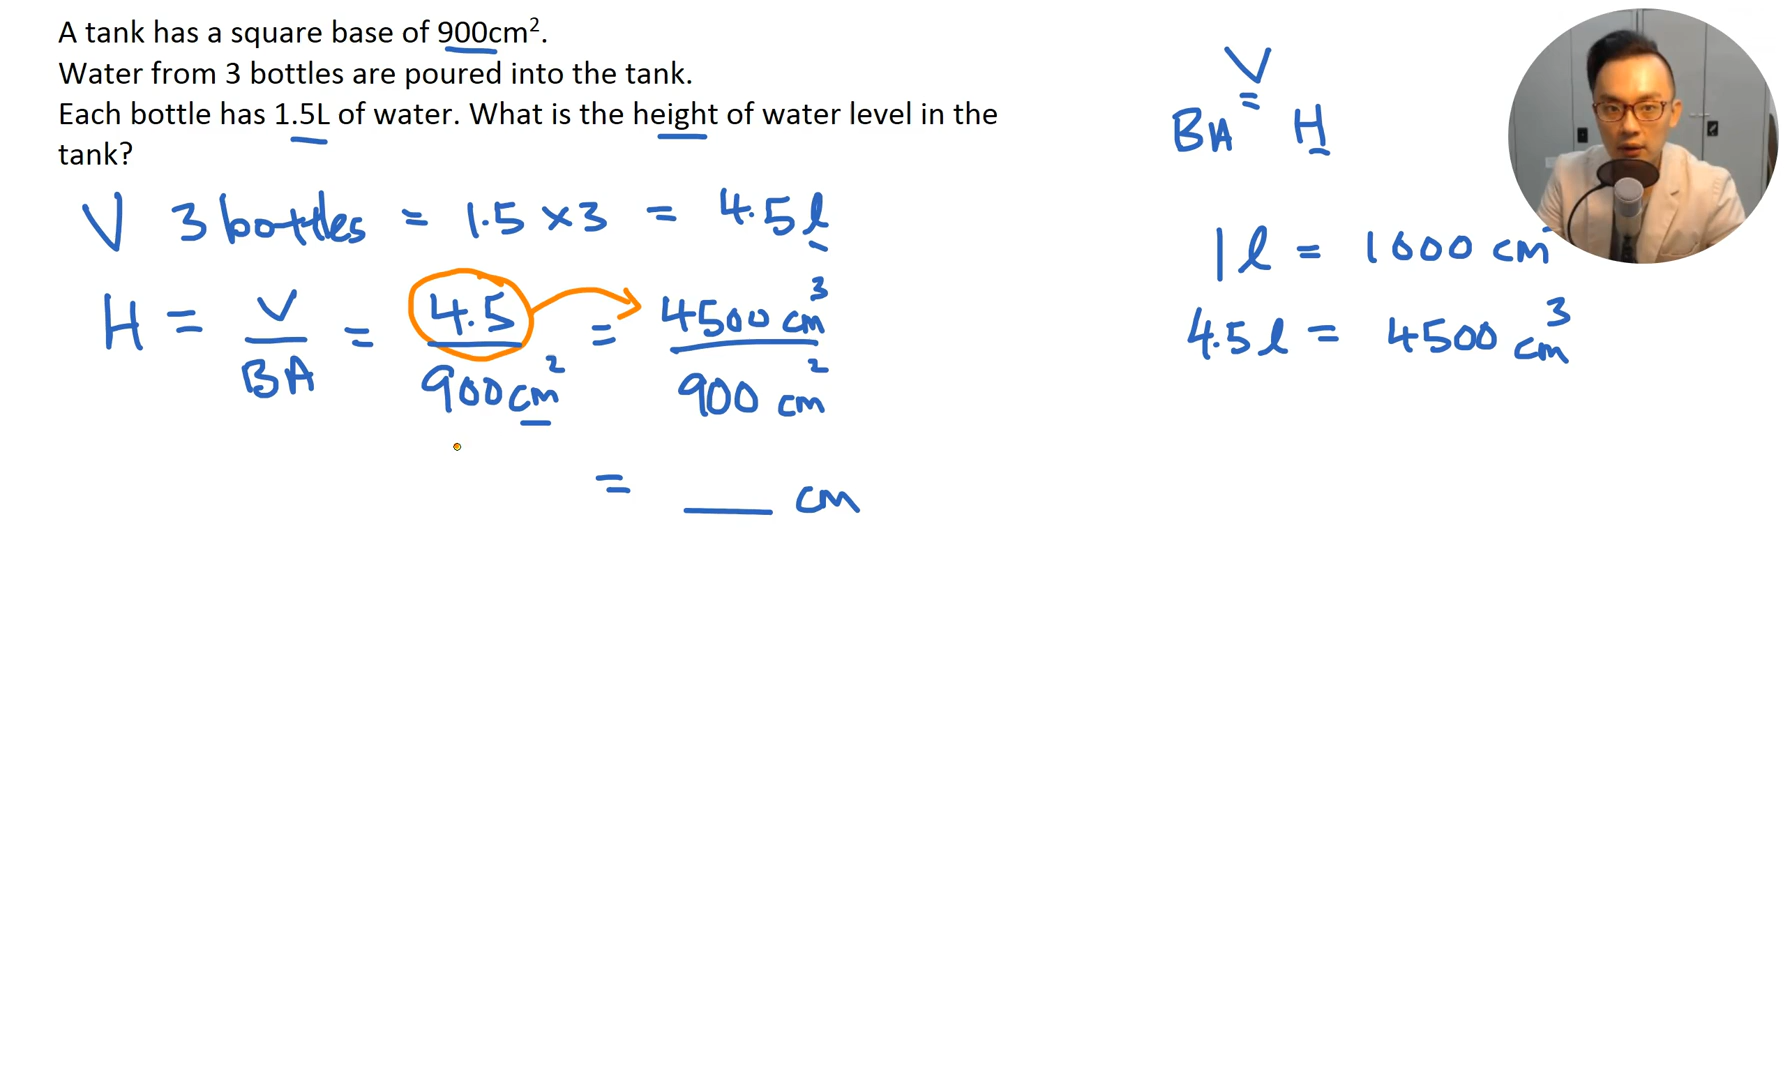 A tank has a square base of 900cm².
Water from 3 bottles are poured into the tank.
Each bottle has 1.5L of water. What is the height of water level in the
tank?
V
=
BA H
V 3 bottles = 1.5 × 3 = 4.5 l
1 l = 1000 cm
H = V/BA = 4.5/900 cm² = 4500 cm³/900 cm²
4.5 l = 4500 cm³
= ___ cm